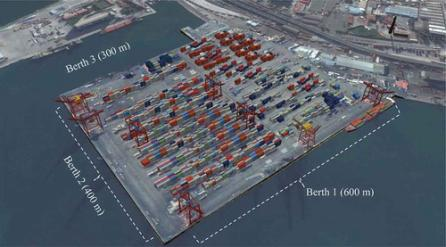 Berth 3 (300 m)
Berth 2 (400 m)
Berth 1 (600 m)